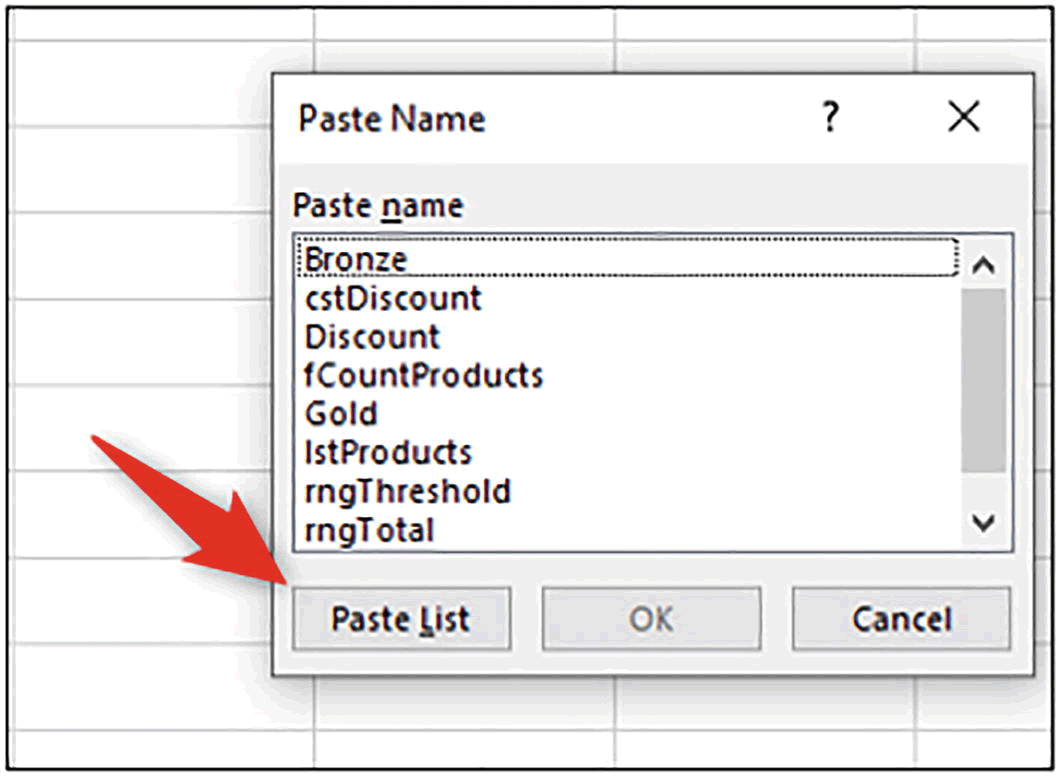 Paste Name ?
Paste name
Bronze
cstDiscount
Discount
fCountProducts
Gold
lstProducts
rngThreshold
rngTotal
Paste List OK Cancel